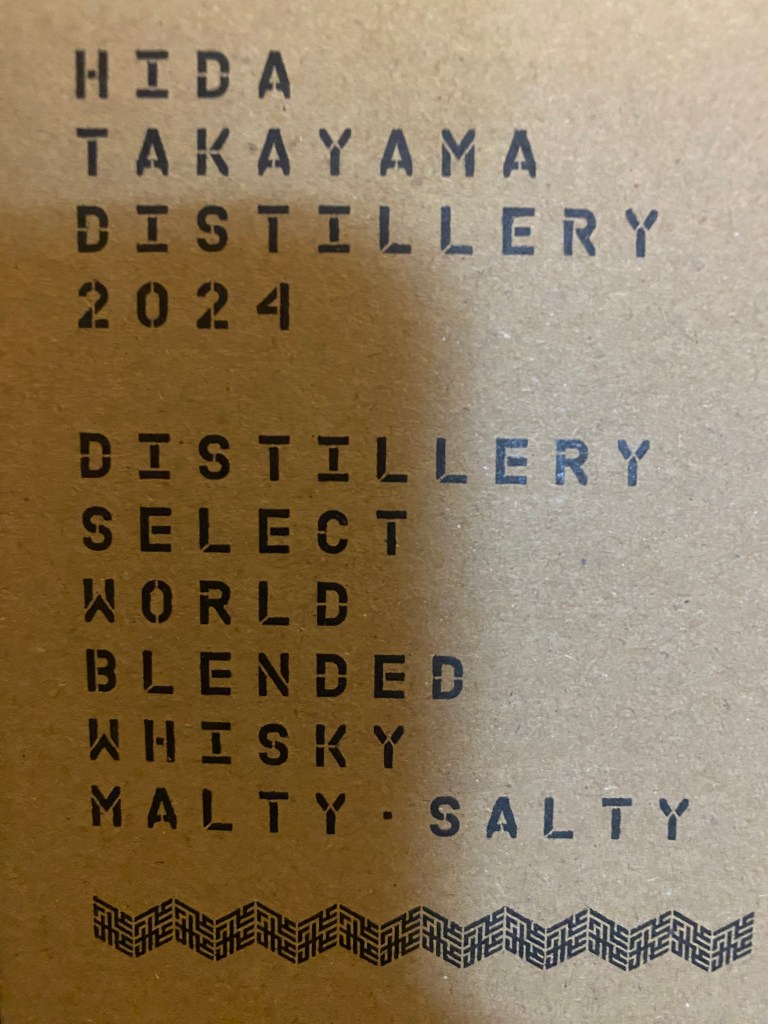 HIDA
TAKAYAMA
DISTILLERY
2024
DISTILLERY
SELECT
WORLD
BLENDED
WHISKY
MALTY・SALTY